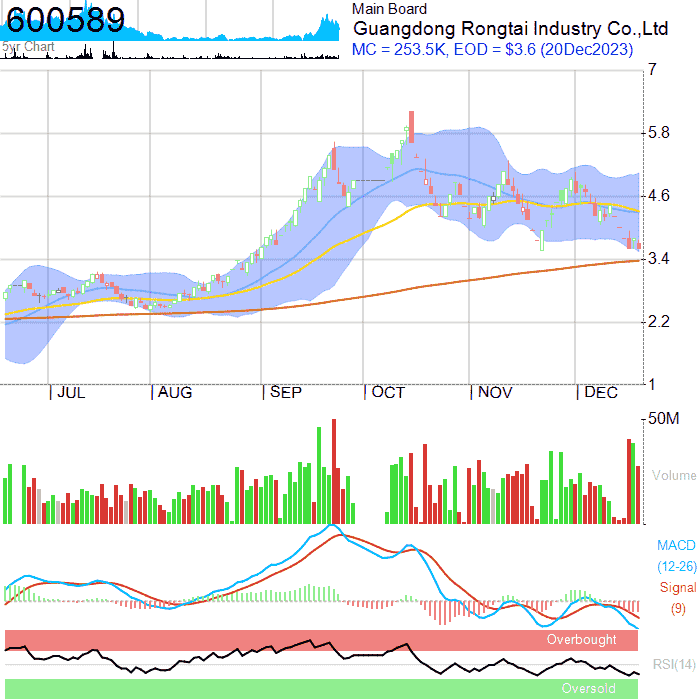 600589
5yr Chart
Main Board
Guangdong Rongtai Industry Co.,Ltd
MC = 253.5K, EOD = $3.6 (20Dec2023)
7
5.8
4.6
3.4
2.2
1
JUL
AUG
SEP
OCT
NOV
DEC
50M
Volume
MACD
(12-26)
Signal
(9)
Overbought
RSI(14)
Oversold